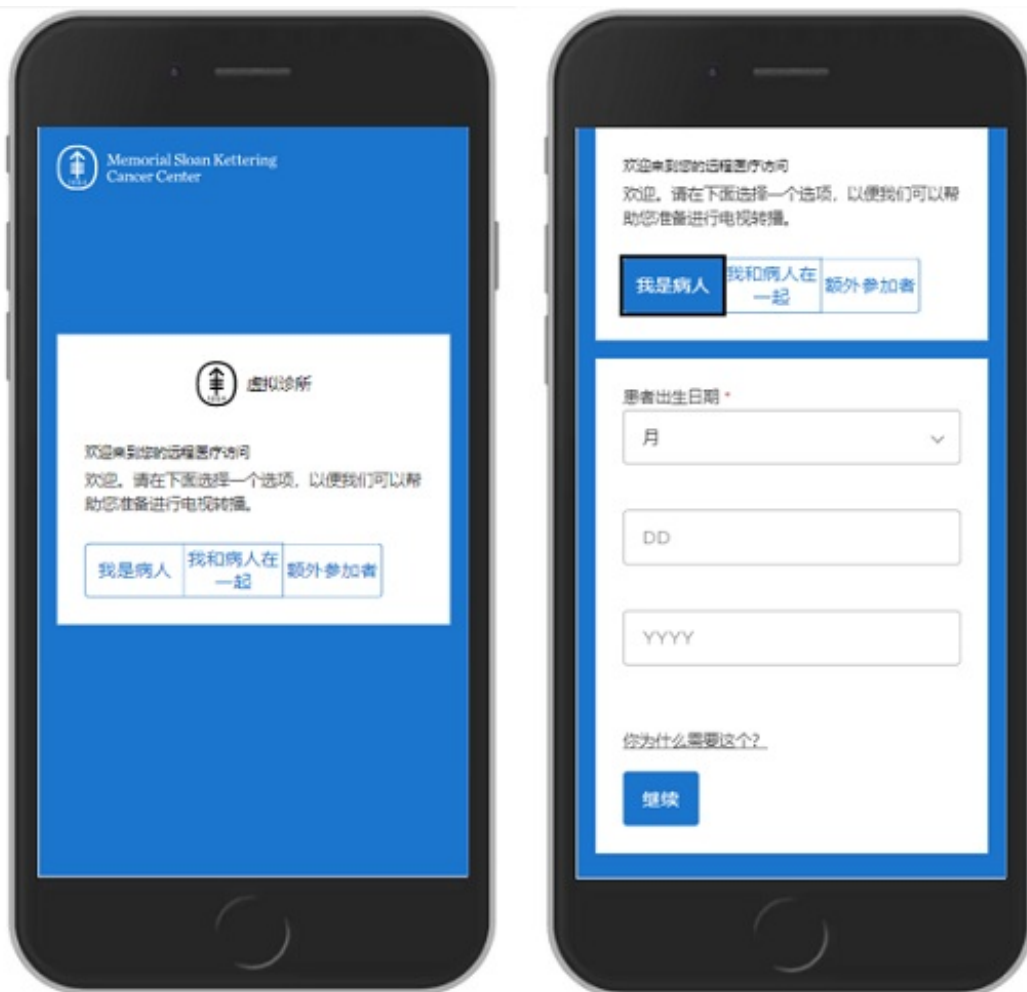 Memorial Sloan Kettering
Cancer Center
虚拟诊所
欢迎来到您的远程医疗访问
欢迎。请在下面选择一个选项，以便我们可以帮
助您准备进行电视转播。
我是病人
我和病人在
一起
额外参加者
欢迎来到您的远程医疗访问
欢迎。请在下面选择一个选项，以便我们可以帮
助您准备进行电视转播。
我是病人
我和病人在
一起
额外参加者
患者出生日期 *
月
DD
YYYY
你为什么需要这个？
继续